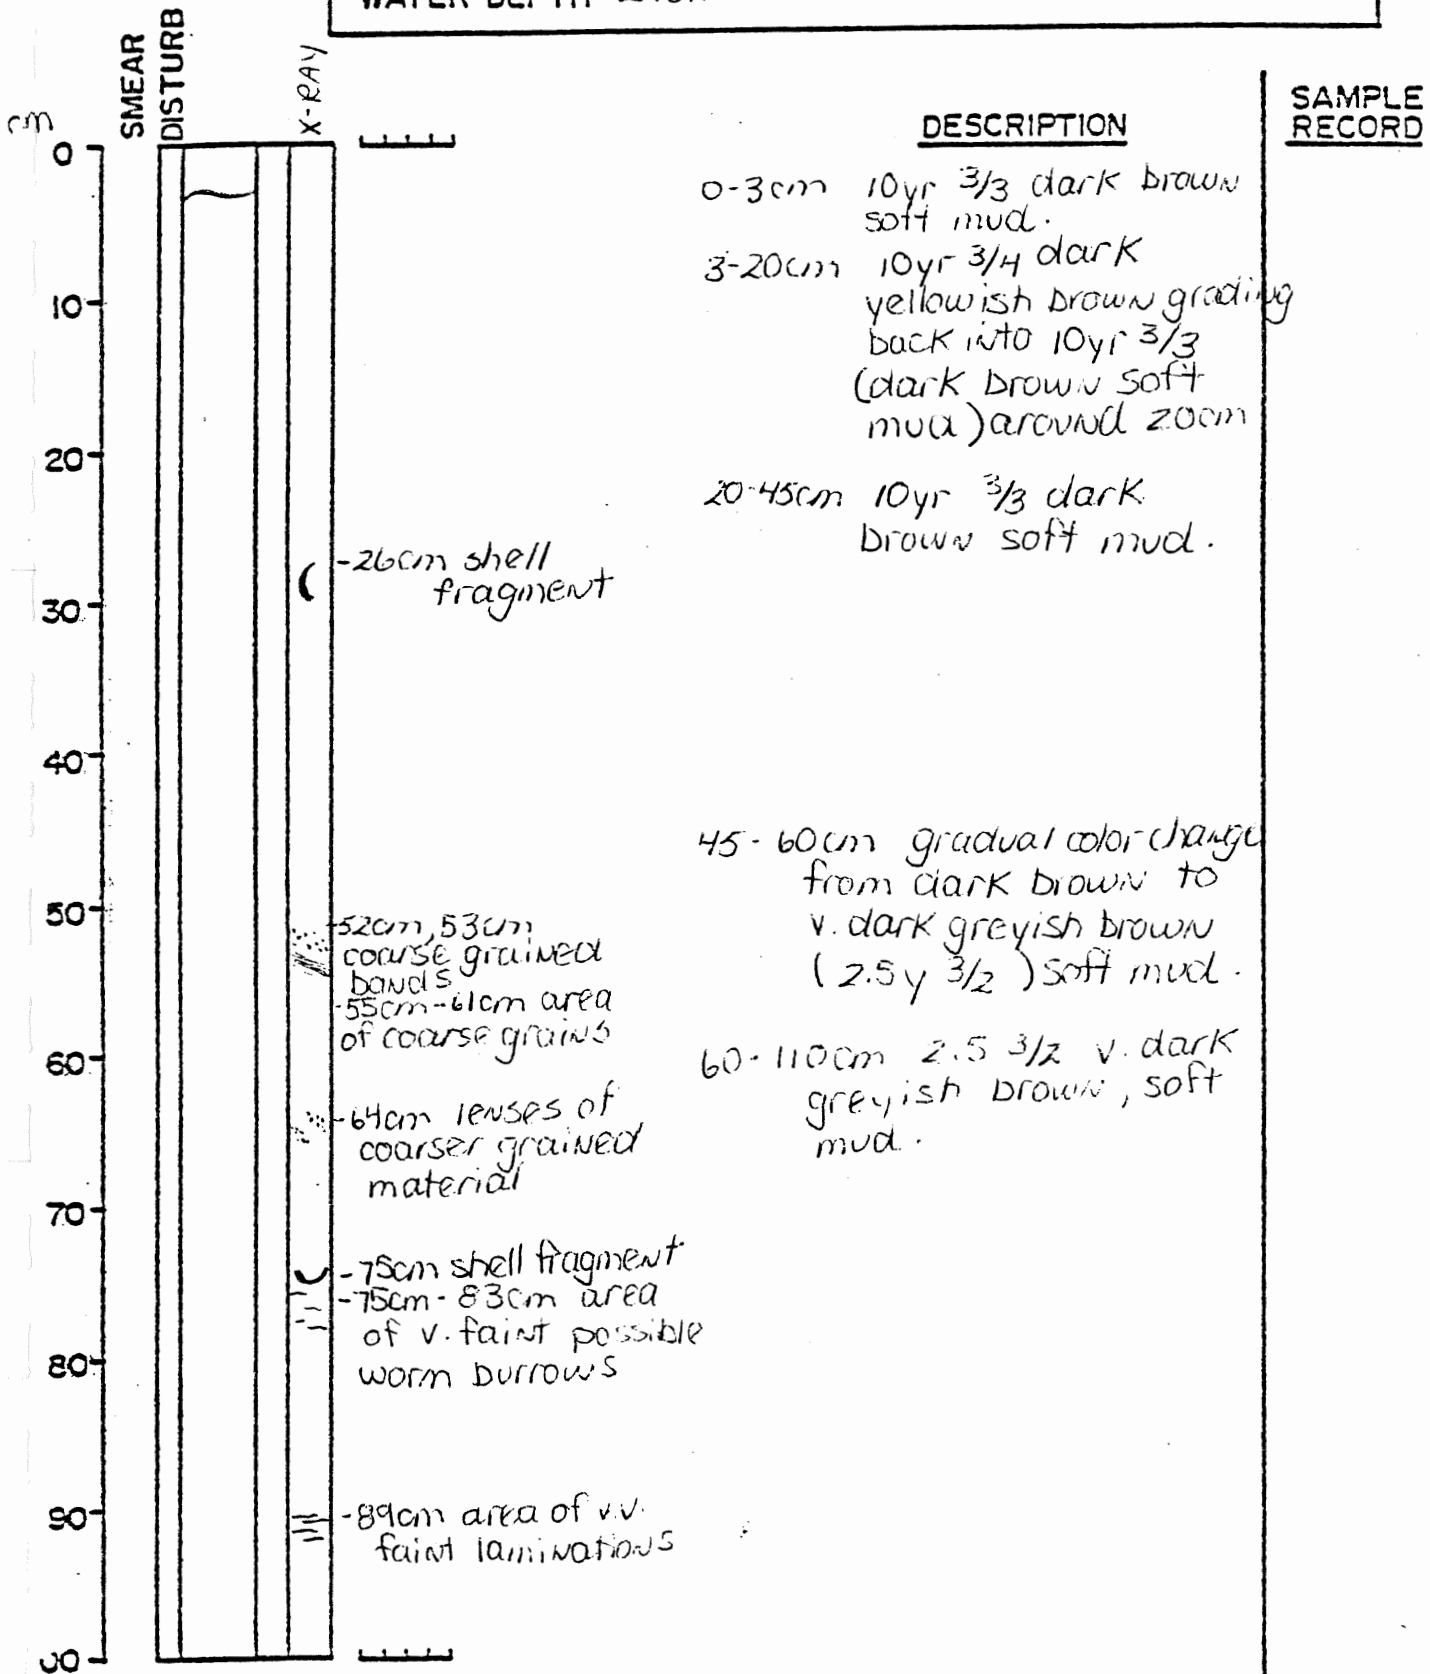 WATER DEPTH
SMEAR
DISTURB
X-RAY
cm
DESCRIPTION
SAMPLE
RECORD
0
10
20
30
40
50
60
70
80
90
00
0-3cm 10yr 3/3 dark brown
soft mud.
3-20cm 10yr 3/4 dark
yellowish brown grading
back into 10yr 3/3
(dark brown soft
mud) around 20cm
20-45cm 10yr 3/3 dark
brown soft mud.
45-60cm gradual color change
from dark brown to
v. dark greyish brown
(2.5y 3/2) soft mud.
60-110cm 2.5 3/2 v. dark
greyish brown, soft
mud.
-26cm shell
fragment
-52cm, 53cm
coarse grained
bands
-55cm-61cm area
of coarse grains
-64cm lenses of
coarser grained
material
-75cm shell fragment
-75cm-83cm area
of v. faint possible
worm burrows
-89cm area of v.v.
faint laminations